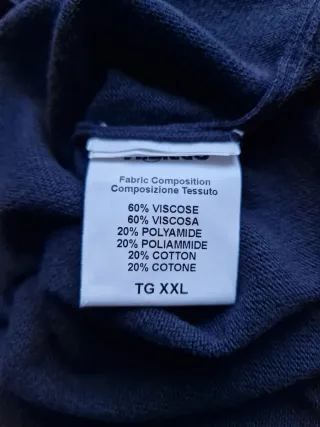 Fabric Composition
Composizione Tessuto
60% VISCOSE
60% VISCOSA
20% POLYAMIDE
20% POLIAMMIDE
20% COTTON
20% COTONE
TG XXL